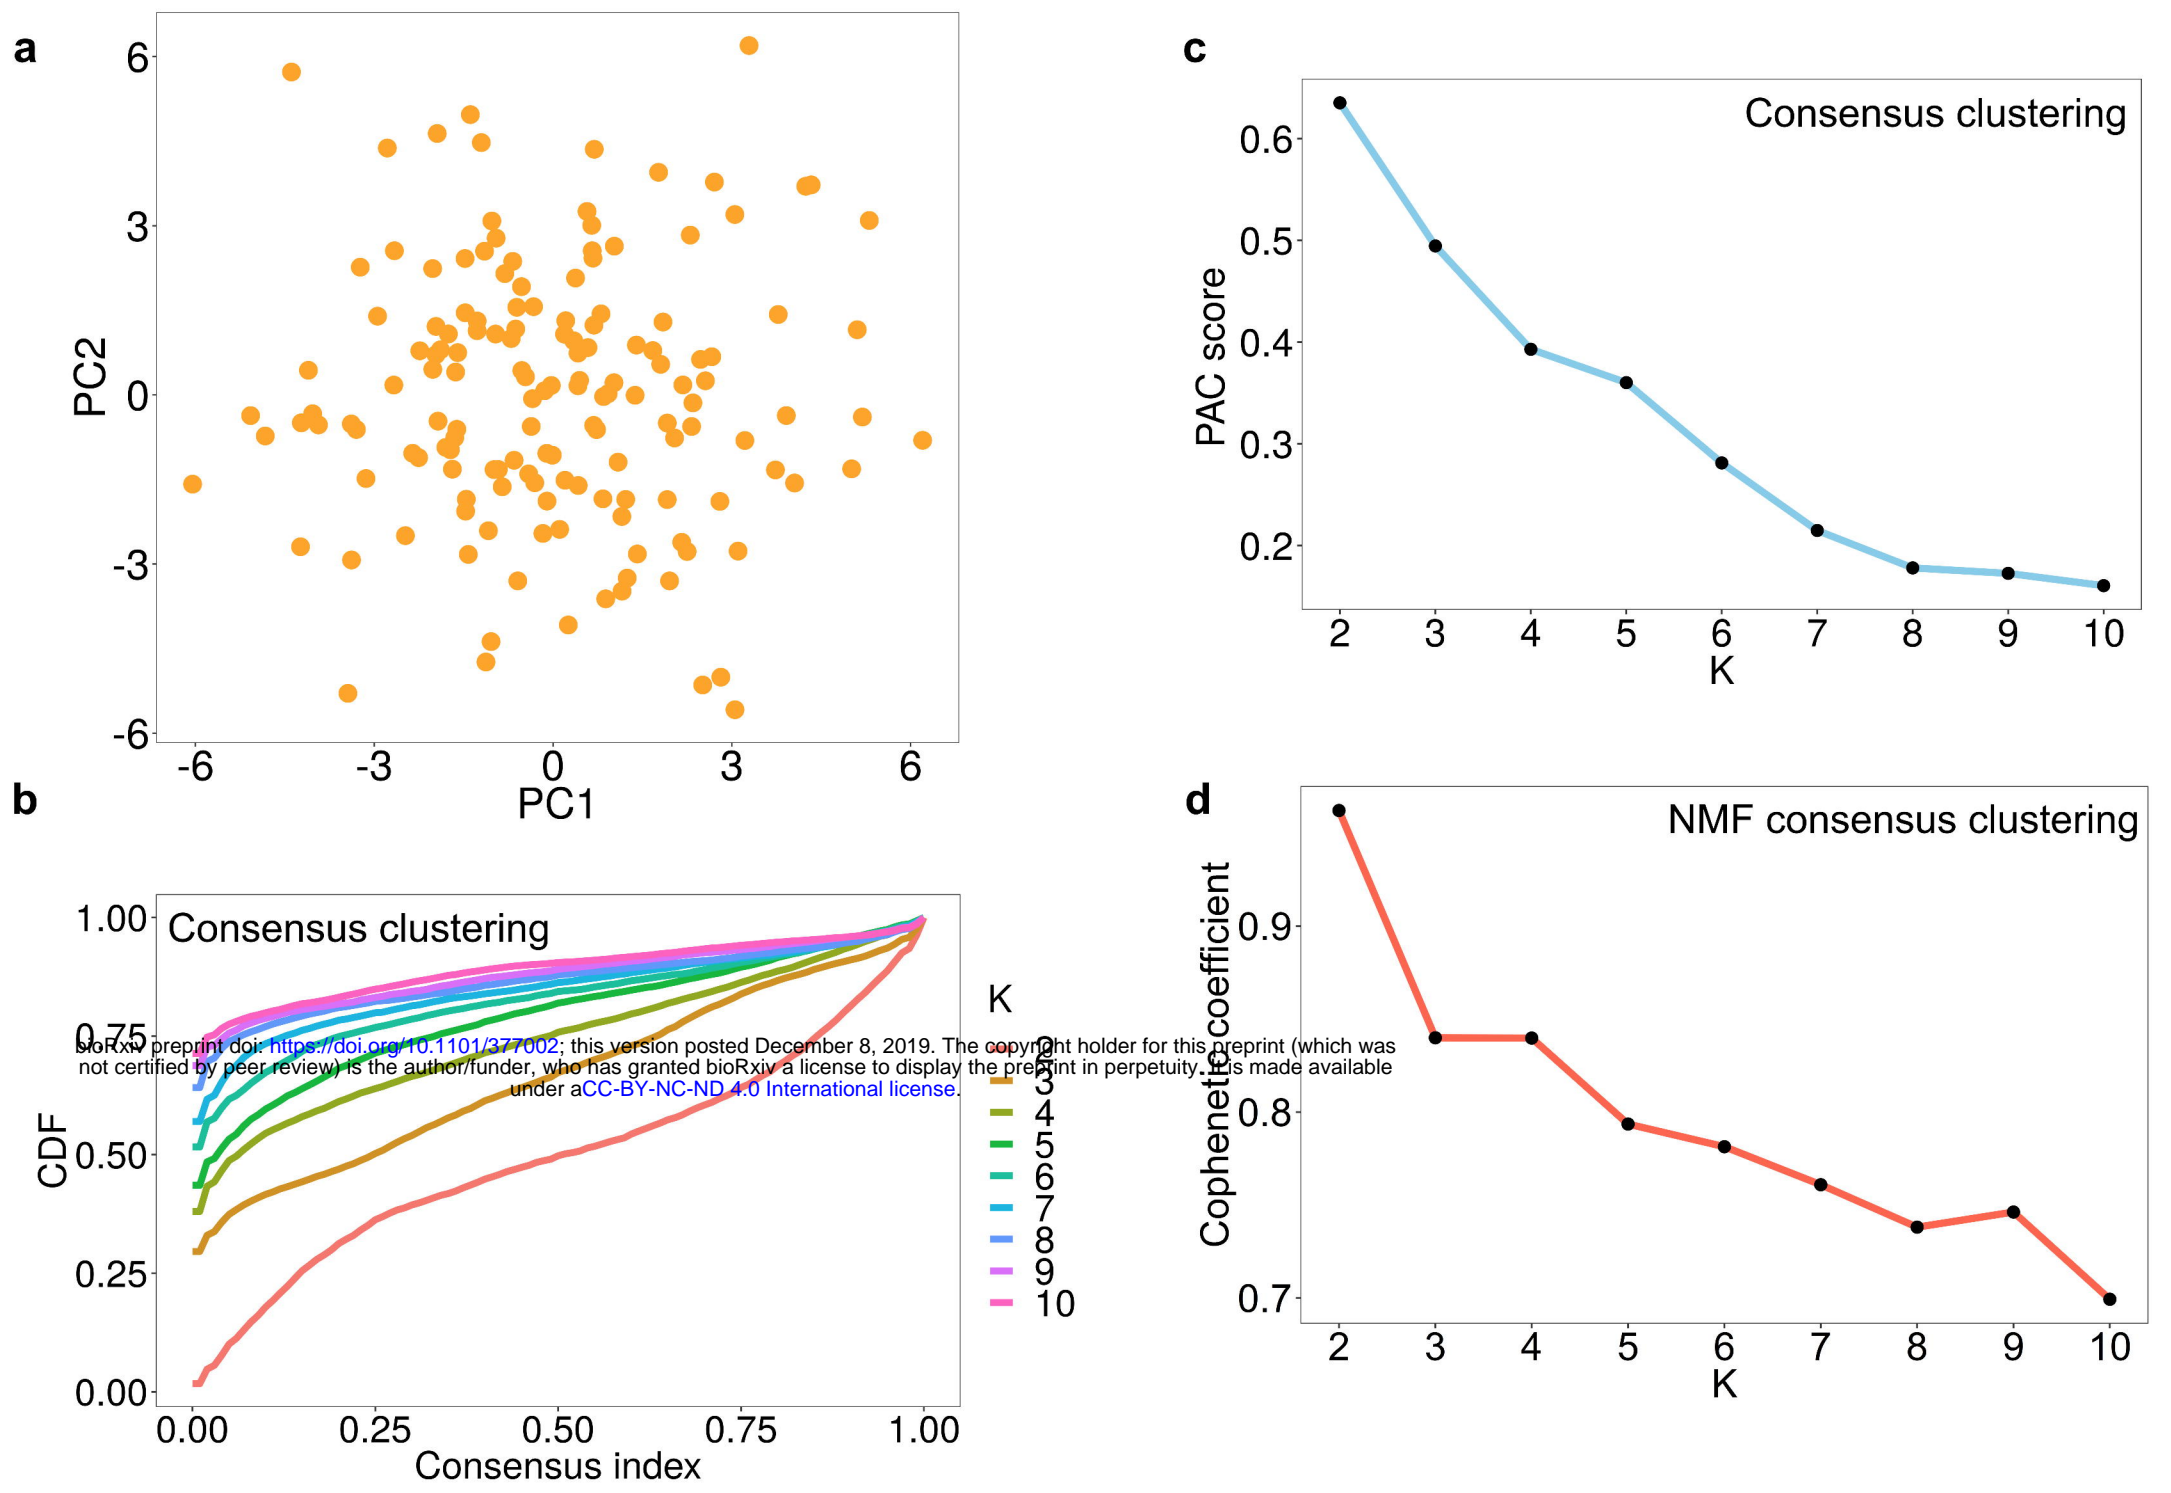 a
6
3
0
-3
-6
PC2
-6
-3
0
3
6
PC1
c
Consensus clustering
0.6
0.5
0.4
0.3
0.2
PAC score
2 3 4 5 6 7 8 9 10
K
b
Consensus clustering
1.00
0.75
0.50
0.25
0.00
CDF
0.00 0.25 0.50 0.75 1.00
Consensus index
K
2
3
4
5
6
7
8
9
10
bioRxiv preprint doi: https://doi.org/10.1101/377002; this version posted December 8, 2019. The copyright holder for this preprint (which was
not certified by peer review) is the author/funder, who has granted bioRxiv a license to display the preprint in perpetuity. It is made available
under aCC-BY-NC-ND 4.0 International license.
d
NMF consensus clustering
0.9
0.8
0.7
Cophenetic coefficient
2 3 4 5 6 7 8 9 10
K